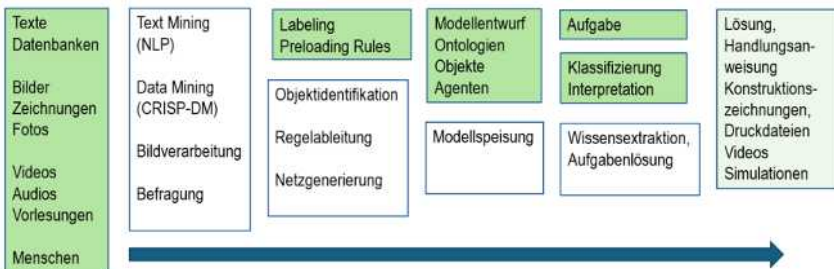 Texte
Datenbanken
Bilder
Zeichnungen
Fotos
Videos
Audios
Vorlesungen
Menschen
Text Mining
(NLP)
Data Mining
(CRISP-DM)
Bildverarbeitung
Befragung
Labeling
Preloading Rules
Objektidentifikation
Regelableitung
Netzgenerierung
Modellentwurf
Ontologien
Objekte
Agenten
Modellspeisung
Aufgabe
Klassifizierung
Interpretation
Wissensextraktion,
Aufgabenlösung
Lösung,
Handlungsan-
weisung
Konstruktions-
zeichnungen,
Druckdateien
Videos
Simulationen